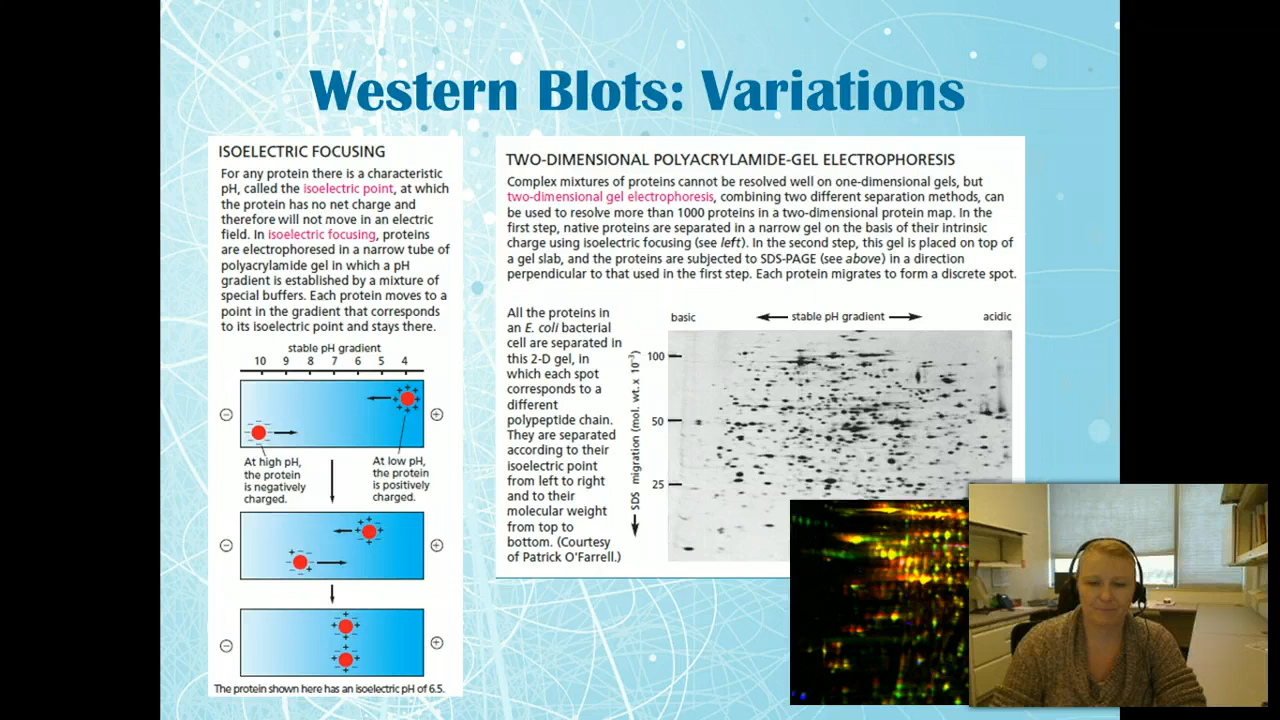 Western Blots: Variations
ISOELECTRIC FOCUSING
For any protein there is a characteristic
pH, called the isoelectric point, at which
the protein has no net charge and
therefore will not move in an electric
field. In isoelectric focusing, proteins
are electrophoresed in a narrow tube of
polyacrylamide gel in which a pH
gradient is established by a mixture of
special buffers. Each protein moves to a
point in the gradient that corresponds
to its isoelectric point and stays there.
stable pH gradient
10 9 8 7 6 5 4
At high pH,
the protein
is negatively
charged.
At low pH,
the protein
is positively
charged.
The protein shown here has an isoelectric pH of 6.5.
TWO-DIMENSIONAL POLYACRYLAMIDE-GEL ELECTROPHORESIS
Complex mixtures of proteins cannot be resolved well on one-dimensional gels, but
two-dimensional gel electrophoresis, combining two different separation methods, can
be used to resolve more than 1000 proteins in a two-dimensional protein map. In the
first step, native proteins are separated in a narrow gel on the basis of their intrinsic
charge using isoelectric focusing (see left). In the second step, this gel is placed on top of
a gel slab, and the proteins are subjected to SDS-PAGE (see above) in a direction
perpendicular to that used in the first step. Each protein migrates to form a discrete spot.
All the proteins in
an E. coli bacterial
cell are separated in
this 2-D gel, in
which each spot
corresponds to a
different
polypeptide chain.
They are separated
according to their
isoelectric point
from left to right
and to their
molecular weight
from top to
bottom. (Courtesy
of Patrick O'Farrell.)
basic stable pH gradient acidic
SDS migration (mol. wt. x 10⁻³)
100
50
25